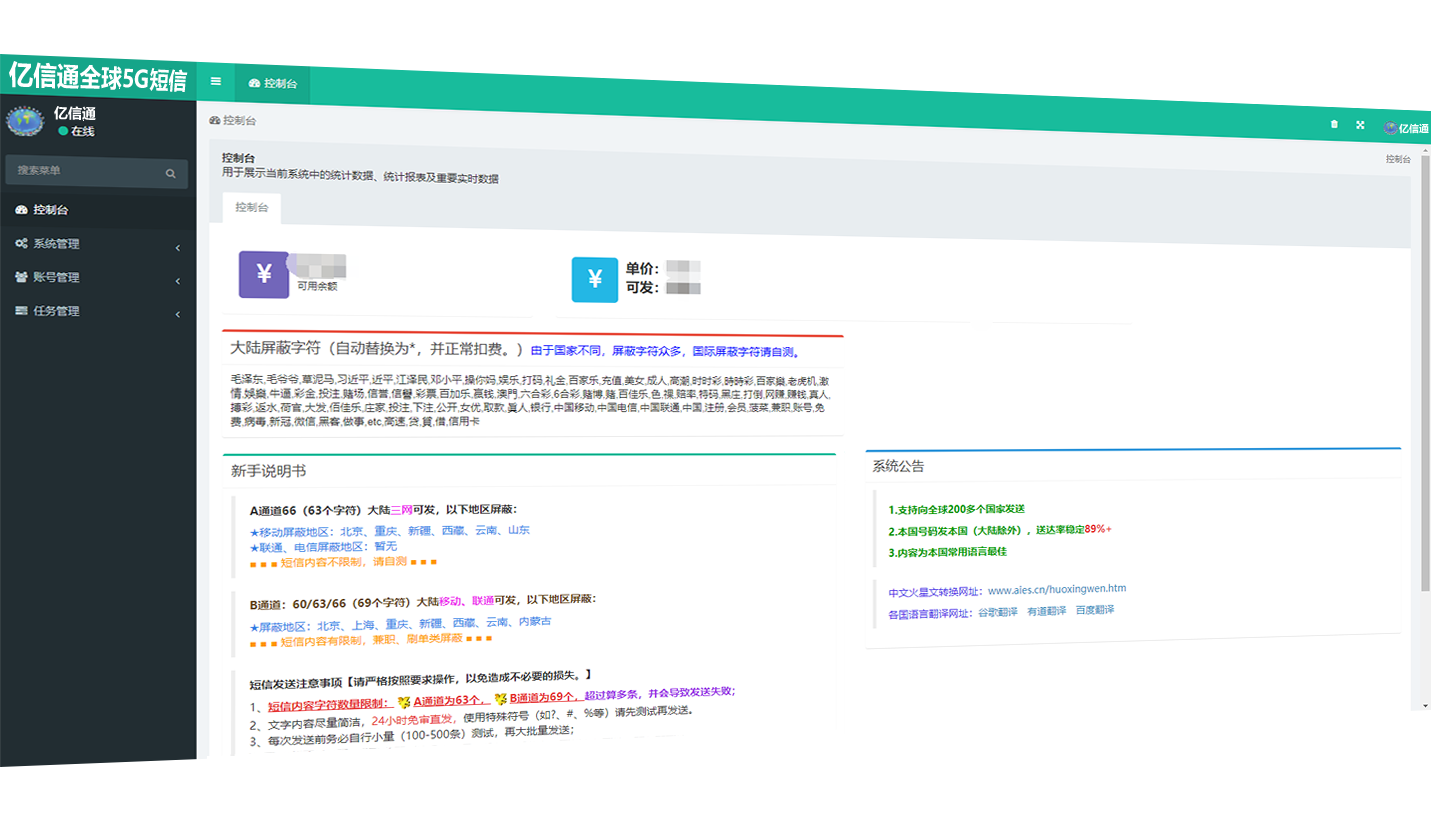 亿信通全球5G短信
控制台
亿信通
在线
搜索菜单
控制台
系统管理
账号管理
任务管理
控制台
亿信通
控制台
控制台
用于展示当前系统中的统计数据、统计报表及重要实时数据
控制台
¥
可用余额
¥
单价：
可发：
大陆屏蔽字符（自动替换为*，并正常扣费。）由于国家不同，屏蔽字符众多，国际屏蔽字符请自测。
毛泽东,毛爷爷,草泥马,习近平,近平,江泽民,邓小平,操你妈,娱乐,打码,礼金,百家乐,充值,美女,成人,高潮,时时彩,時時彩,百家樂,老虎机,激
情,娛樂,牛逼,彩金,投注,赌场,信誉,信譽,彩票,百加乐,赢钱,澳門,六合彩,6合彩,赌博,赌,百佳乐,色,裸,赔率,特码,黑庄,打倒,网赚,赚钱,真人,
博彩,返水,荷官,大发,佰佳乐,庄家,投注,下注,公开,女优,取款,眞人,银行,中国移动,中国电信,中国联通,中国,注册,会员,菠菜,兼职,账号,免
费,病毒,新冠,微信,黑客,做事,etc,高速,贷,貸,借,信用卡
新手说明书
A通道66（63个字符）大陆三网可发，以下地区屏蔽：
★移动屏蔽地区：北京、重庆、新疆、西藏、云南、山东
★联通、电信屏蔽地区：暂无
■ ■ ■ 短信内容不限制，请自测 ■ ■ ■
B通道：60/63/66（69个字符）大陆移动、联通可发，以下地区屏蔽：
★屏蔽地区：北京、上海、重庆、新疆、西藏、云南、内蒙古
■ ■ ■ 短信内容有限制，兼职、刷单类屏蔽 ■ ■ ■
短信发送注意事项【请严格按照要求操作，以免造成不必要的损失。】
1、短信内容字符数量限制：A通道为63个，B通道为69个，超过算多条，并会导致发送失败；
2、文字内容尽量简洁，24小时免审直发，使用特殊符号（如?、#、%等）请先测试再发送。
3、每次发送前务必自行小量（100-500条）测试，再大批量发送；
系统公告
1.支持向全球200多个国家发送
2.本国号码发本国（大陆除外），送达率稳定89%+
3.内容为本国常用语言最佳
中文火星文转换网址：www.aies.cn/huoxingwen.htm
各国语言翻译网址：谷歌翻译 有道翻译 百度翻译